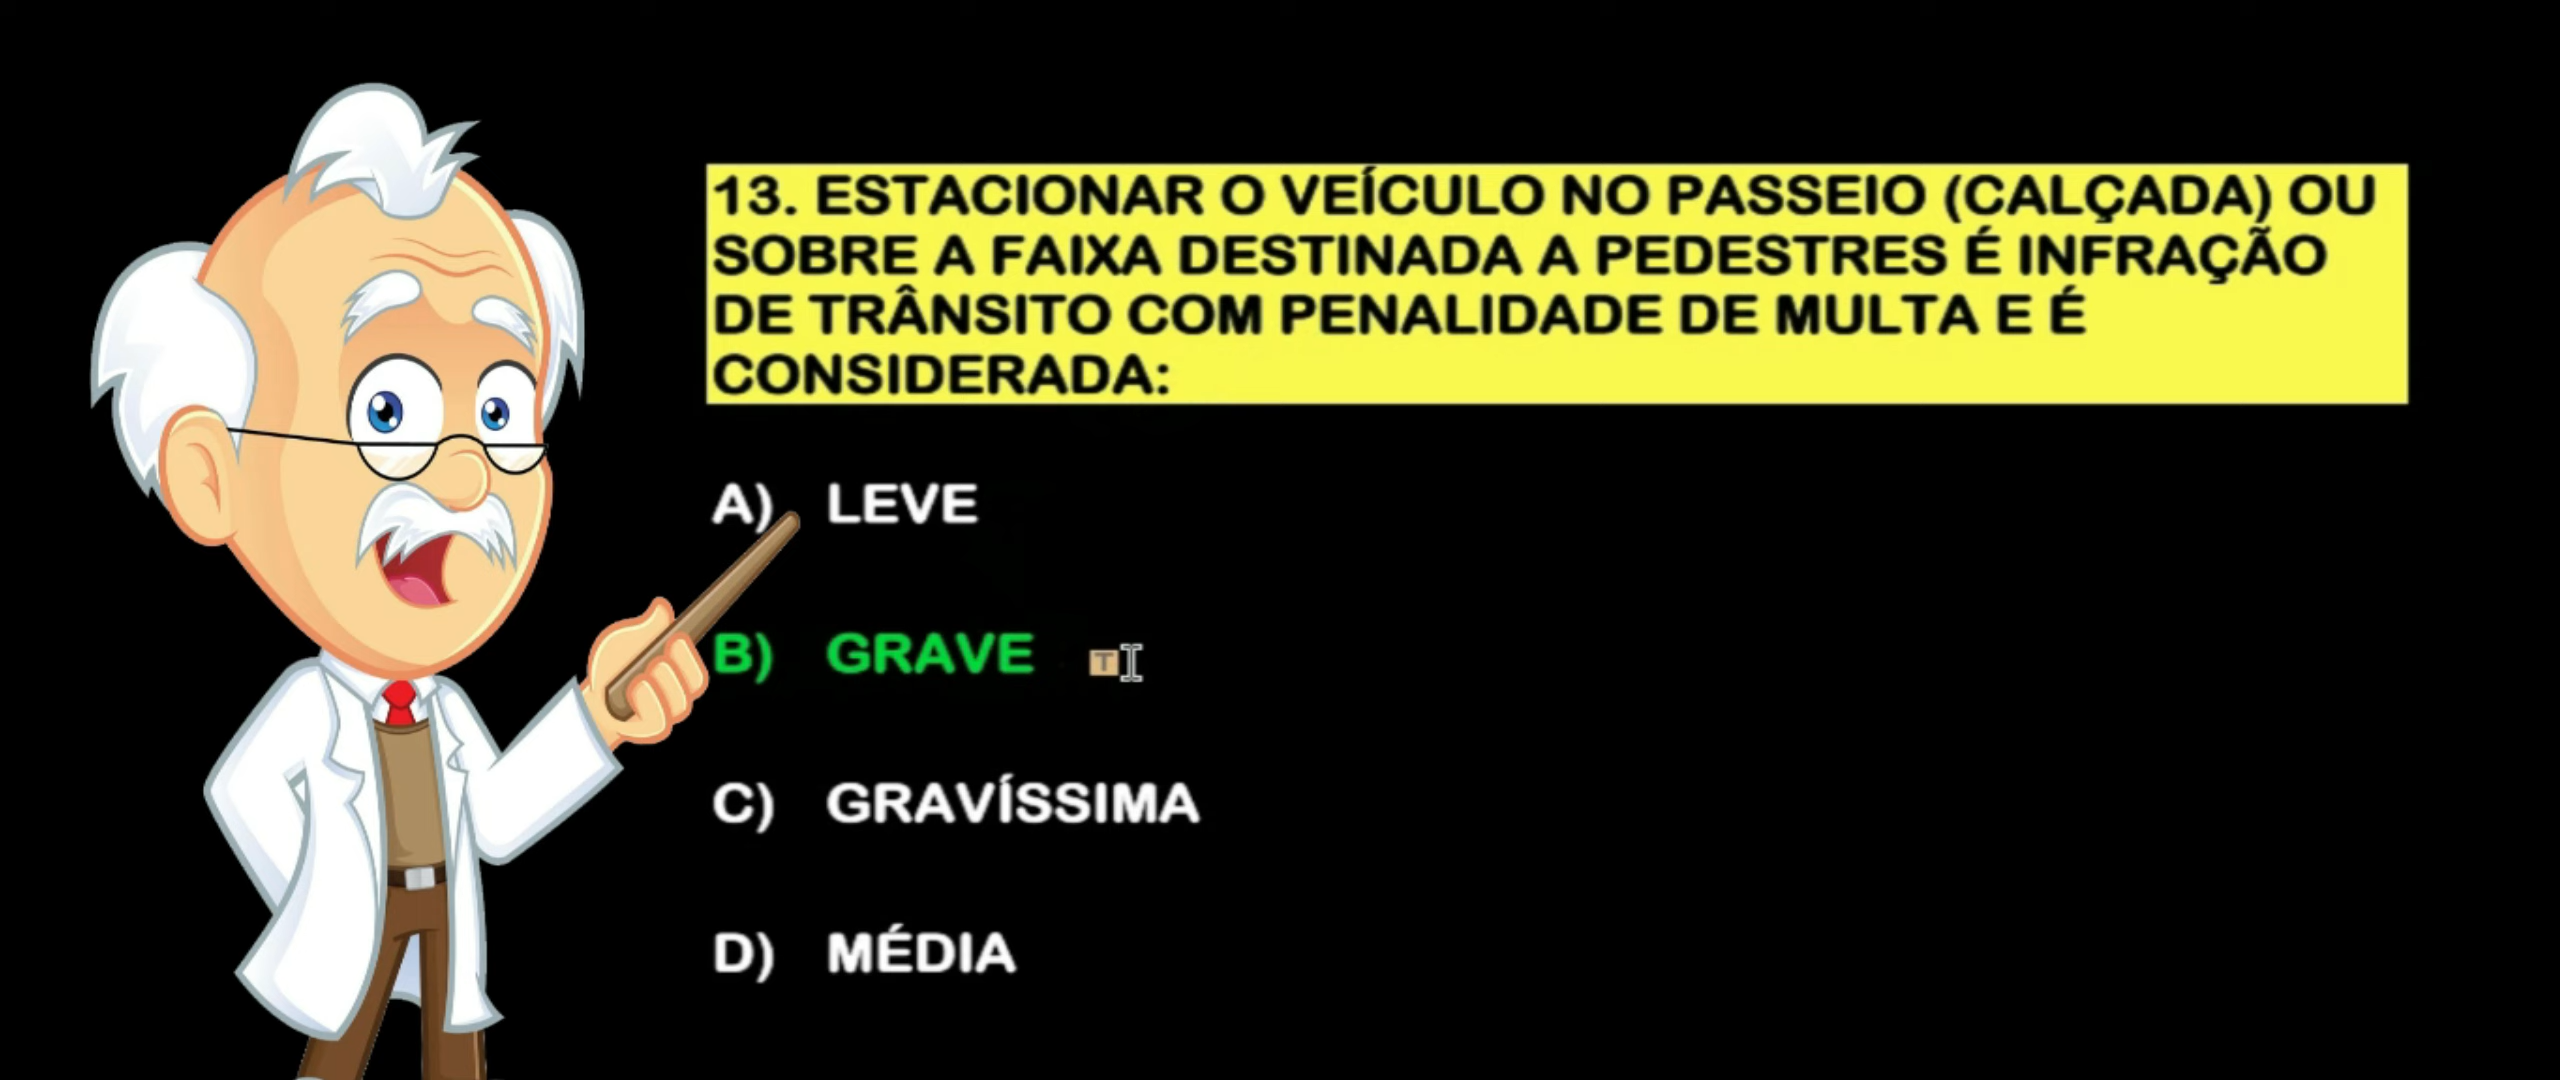 13. ESTACIONAR O VEÍCULO NO PASSEIO (CALÇADA) OU
SOBRE A FAIXA DESTINADA A PEDESTRES É INFRAÇÃO
DE TRÂNSITO COM PENALIDADE DE MULTA E É
CONSIDERADA:
A) LEVE
B) GRAVE
T
C) GRAVÍSSIMA
D) MÉDIA